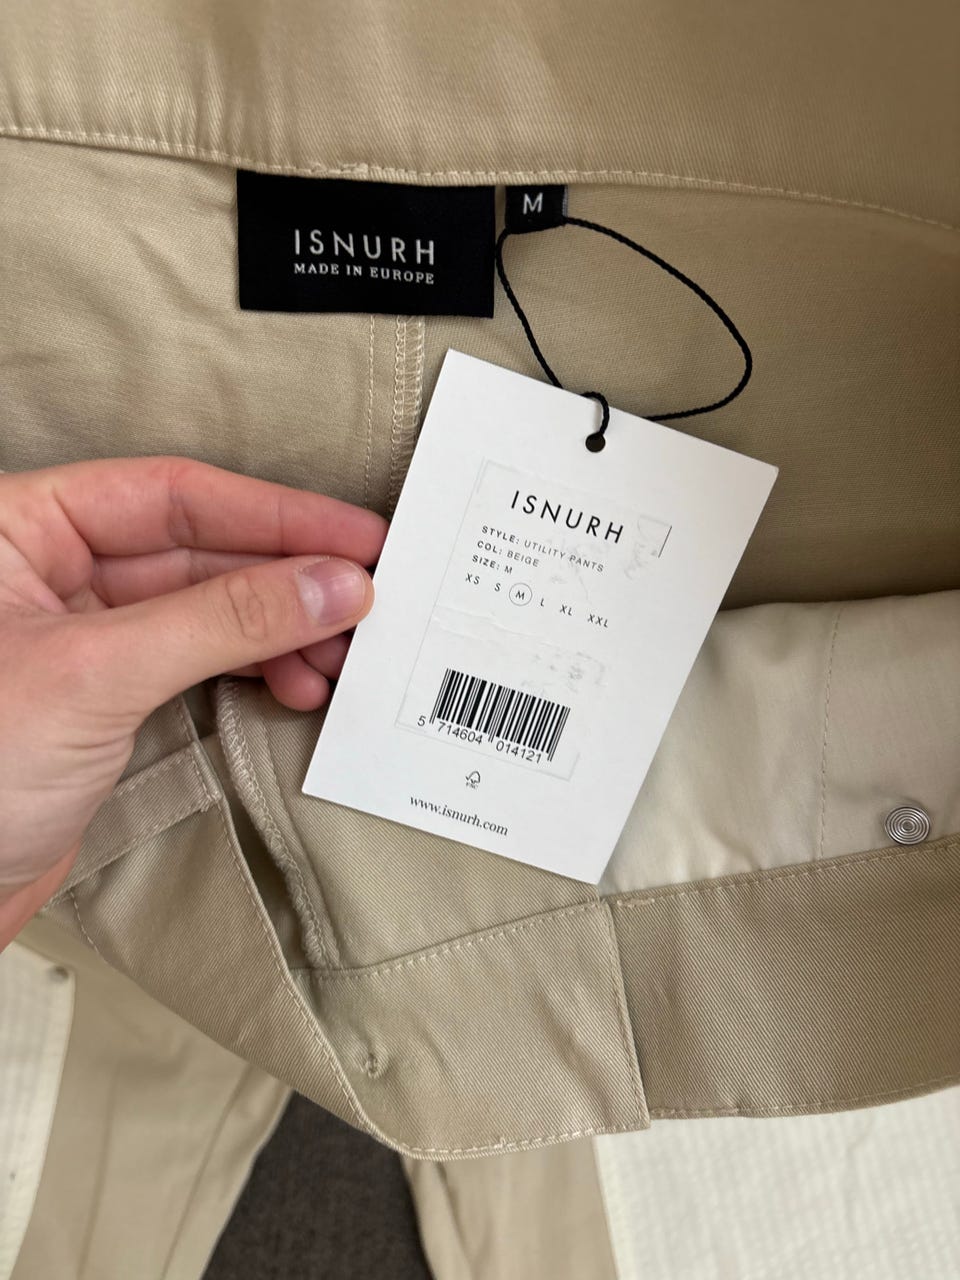 ISNURH
MADE IN EUROPE
M
ISNURH
STYLE: UTILITY PANTS
COL: BEIGE
SIZE: M
XS S M L XL XXL
5 714604 014121
FSC
www.isnurh.com